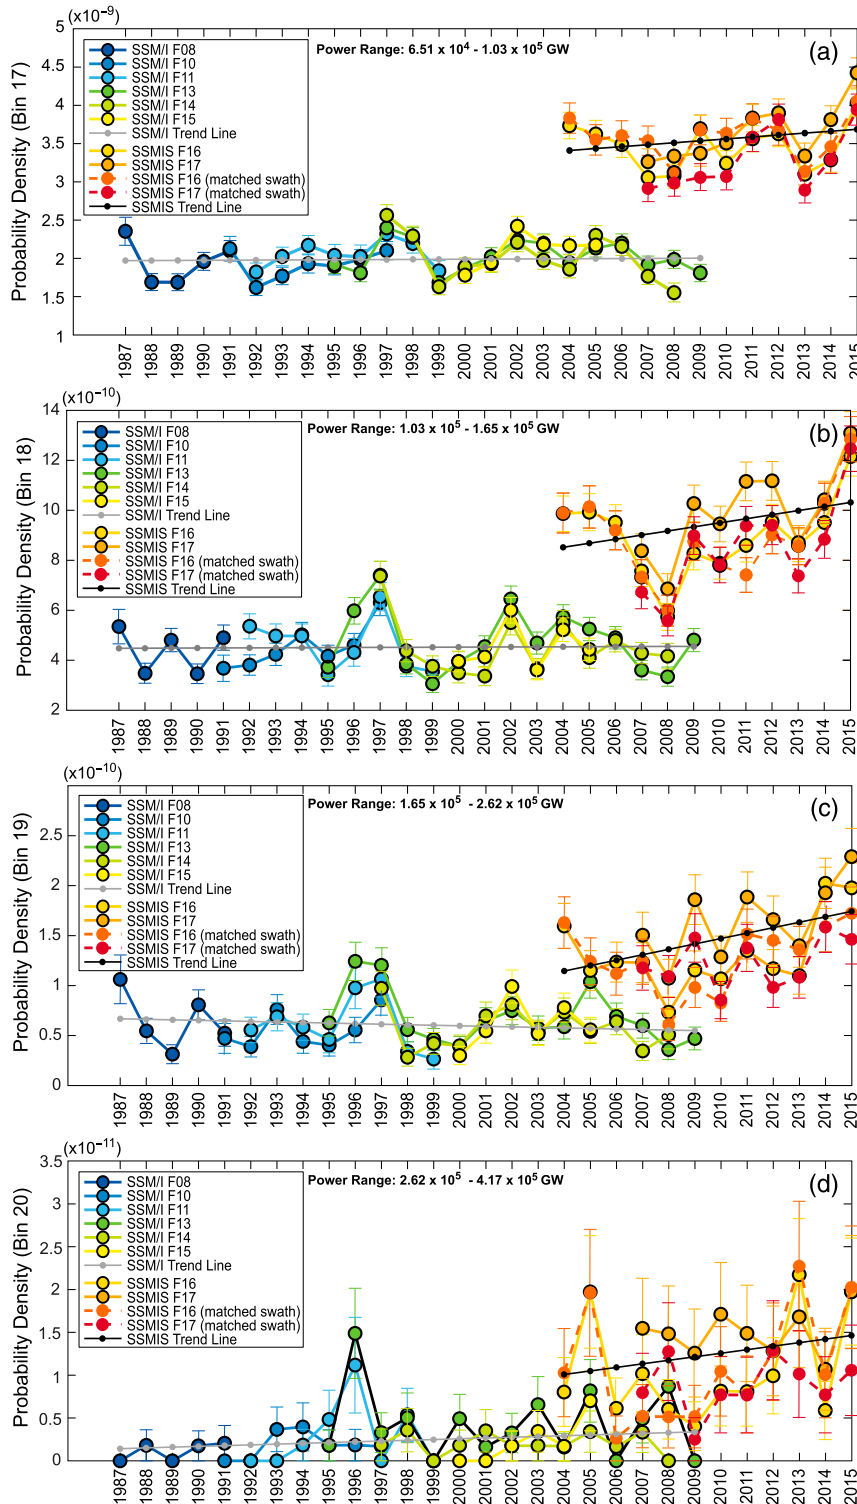 (x10⁻⁹)
Probability Density (Bin 17)
5
4.5
4
3.5
3
2.5
2
1.5
1
SSM/I F08
SSM/I F10
SSM/I F11
SSM/I F13
SSM/I F14
SSM/I F15
SSM/I Trend Line
SSMIS F16
SSMIS F17
SSMIS F16 (matched swath)
SSMIS F17 (matched swath)
SSMIS Trend Line
Power Range: 6.51 x 10⁴ - 1.03 x 10⁵ GW
(a)
1987 1988 1989 1990 1991 1992 1993 1994 1995 1996 1997 1998 1999 2000 2001 2002 2003 2004 2005 2006 2007 2008 2009 2010 2011 2012 2013 2014 2015
(x10⁻¹⁰)
Probability Density (Bin 18)
14
12
10
8
6
4
2
SSM/I F08
SSM/I F10
SSM/I F11
SSM/I F13
SSM/I F14
SSM/I F15
SSM/I Trend Line
SSMIS F16
SSMIS F17
SSMIS F16 (matched swath)
SSMIS F17 (matched swath)
SSMIS Trend Line
Power Range: 1.03 x 10⁵ - 1.65 x 10⁵ GW
(b)
1987 1988 1989 1990 1991 1992 1993 1994 1995 1996 1997 1998 1999 2000 2001 2002 2003 2004 2005 2006 2007 2008 2009 2010 2011 2012 2013 2014 2015
(x10⁻¹⁰)
Probability Density (Bin 19)
3
2.5
2
1.5
1
0.5
0
SSM/I F08
SSM/I F10
SSM/I F11
SSM/I F13
SSM/I F14
SSM/I F15
SSM/I Trend Line
SSMIS F16
SSMIS F17
SSMIS F16 (matched swath)
SSMIS F17 (matched swath)
SSMIS Trend Line
Power Range: 1.65 x 10⁵ - 2.62 x 10⁵ GW
(c)
1987 1988 1989 1990 1991 1992 1993 1994 1995 1996 1997 1998 1999 2000 2001 2002 2003 2004 2005 2006 2007 2008 2009 2010 2011 2012 2013 2014 2015
(x10⁻¹¹)
Probability Density (Bin 20)
3.5
3
2.5
2
1.5
1
0.5
0
SSM/I F08
SSM/I F10
SSM/I F11
SSM/I F13
SSM/I F14
SSM/I F15
SSM/I Trend Line
SSMIS F16
SSMIS F17
SSMIS F16 (matched swath)
SSMIS F17 (matched swath)
SSMIS Trend Line
Power Range: 2.62 x 10⁵ - 4.17 x 10⁵ GW
(d)
1987 1988 1989 1990 1991 1992 1993 1994 1995 1996 1997 1998 1999 2000 2001 2002 2003 2004 2005 2006 2007 2008 2009 2010 2011 2012 2013 2014 2015